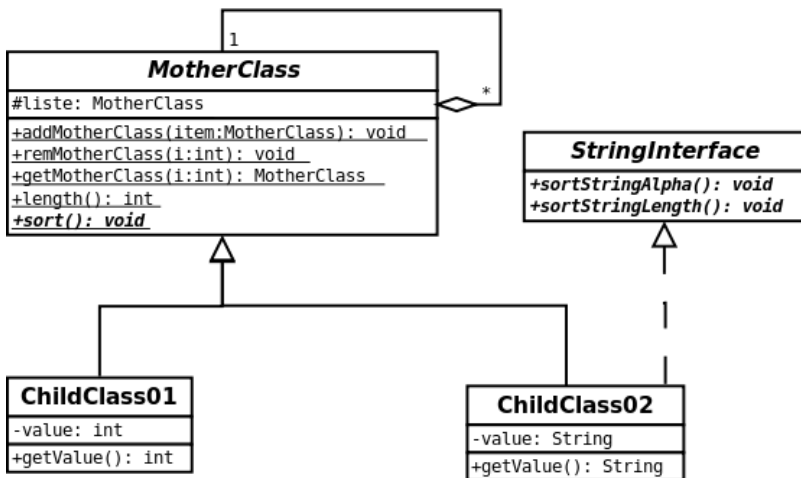 1
MotherClass
#liste: MotherClass
*
+addMotherClass(item:MotherClass): void
+remMotherClass(i:int): void
+getMotherClass(i:int): MotherClass
+length(): int
+sort(): void
StringInterface
+sortStringAlpha(): void
+sortStringLength(): void
ChildClass01
-value: int
+getValue(): int
ChildClass02
-value: String
+getValue(): String